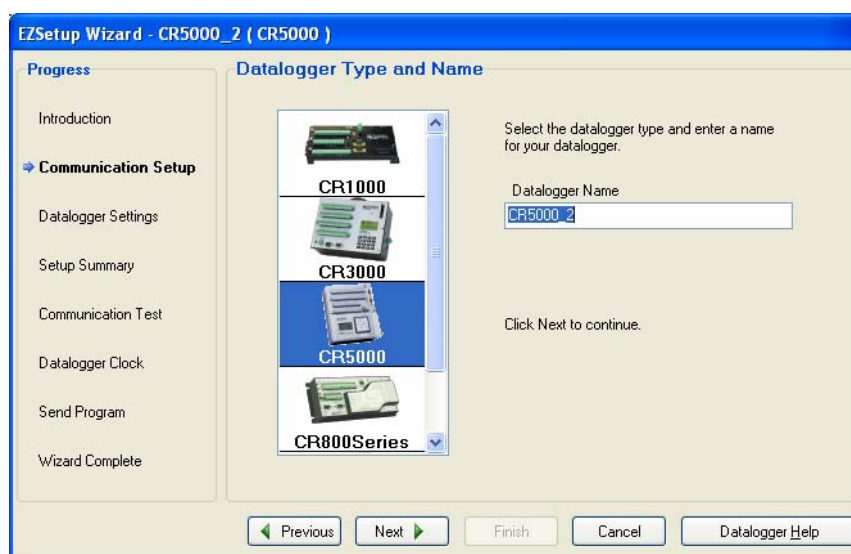 EZSetup Wizard - CR5000_2 ( CR5000 )
Progress
Introduction
Communication Setup
Datalogger Settings
Setup Summary
Communication Test
Datalogger Clock
Send Program
Wizard Complete
Datalogger Type and Name
CR1000
CR3000
CR5000
CR800Series
Select the datalogger type and enter a name
for your datalogger.
Datalogger Name
CR5000_2
Click Next to continue.
Previous
Next
Finish
Cancel
Datalogger Help